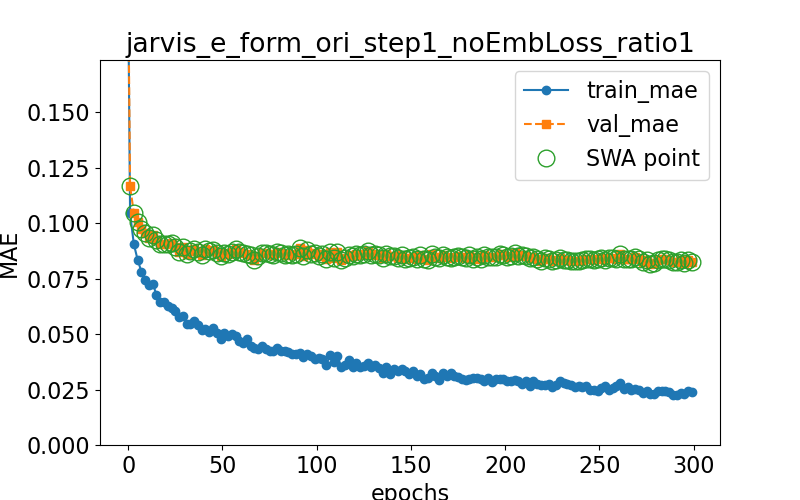 jarvis_e_form_ori_step1_noEmbLoss_ratio1
train_mae
val_mae
SWA point
MAE
0.150
0.125
0.100
0.075
0.050
0.025
0.000
0 50 100 150 200 250 300
epochs